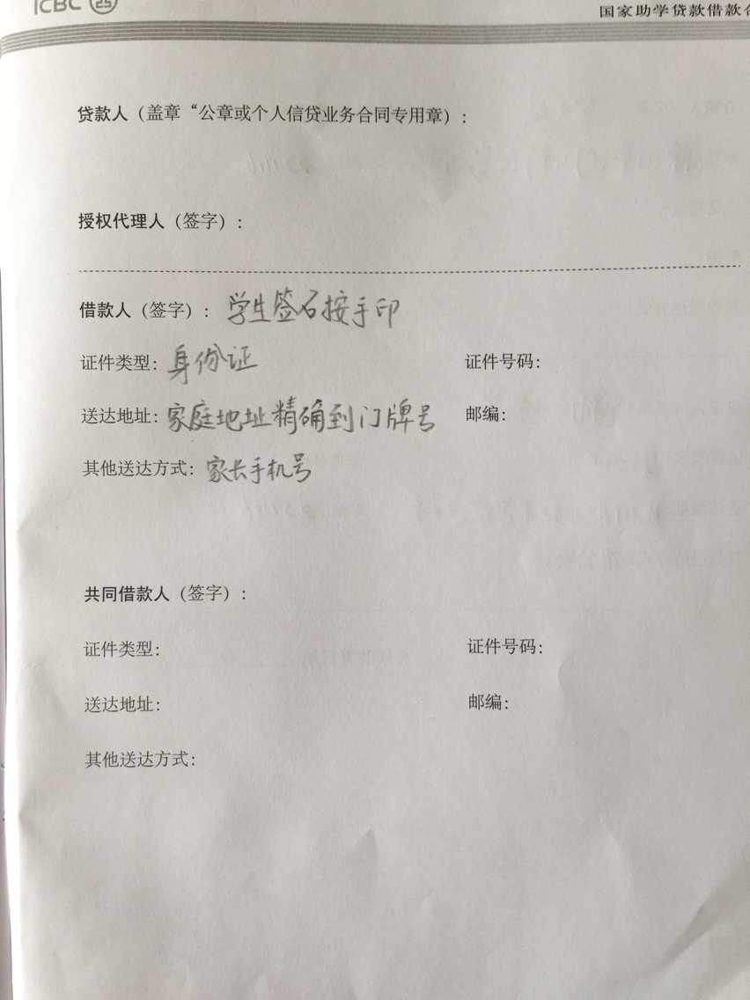 ICBC 25
国家助学贷款借款合
贷款人（盖章“公章或个人信贷业务合同专用章）：
授权代理人（签字）：
借款人（签字）：学生签名按手印
证件类型：身份证 证件号码：
送达地址：家庭地址精确到门牌号 邮编：
其他送达方式：家长手机号
共同借款人（签字）：
证件类型： 证件号码：
送达地址： 邮编：
其他送达方式：